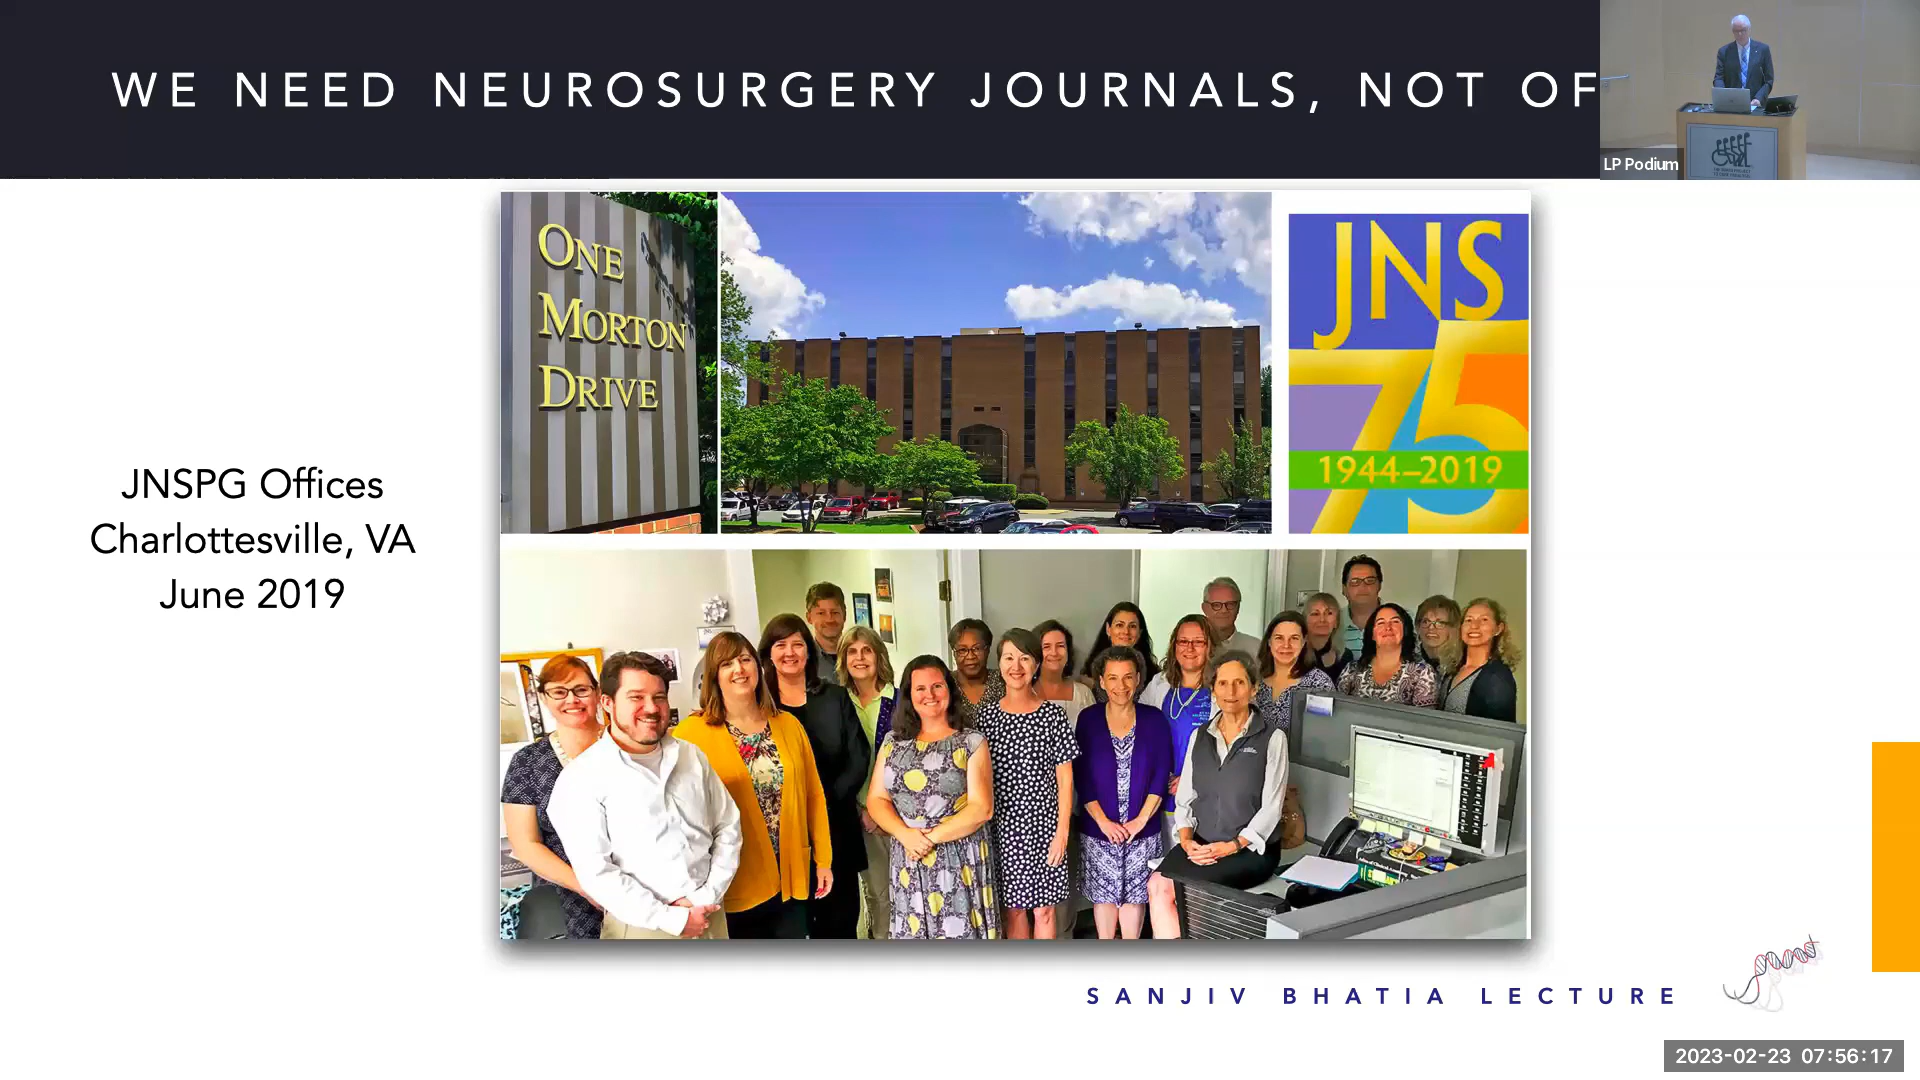 WE NEED NEUROSURGERY JOURNALS, NOT OF
LP Podium
ONE
MORTON
DRIVE
JNS
75
1944–2019
JNSPG Offices
Charlottesville, VA
June 2019
SANJIV BHATIA LECTURE
2023-02-23 07:56:17